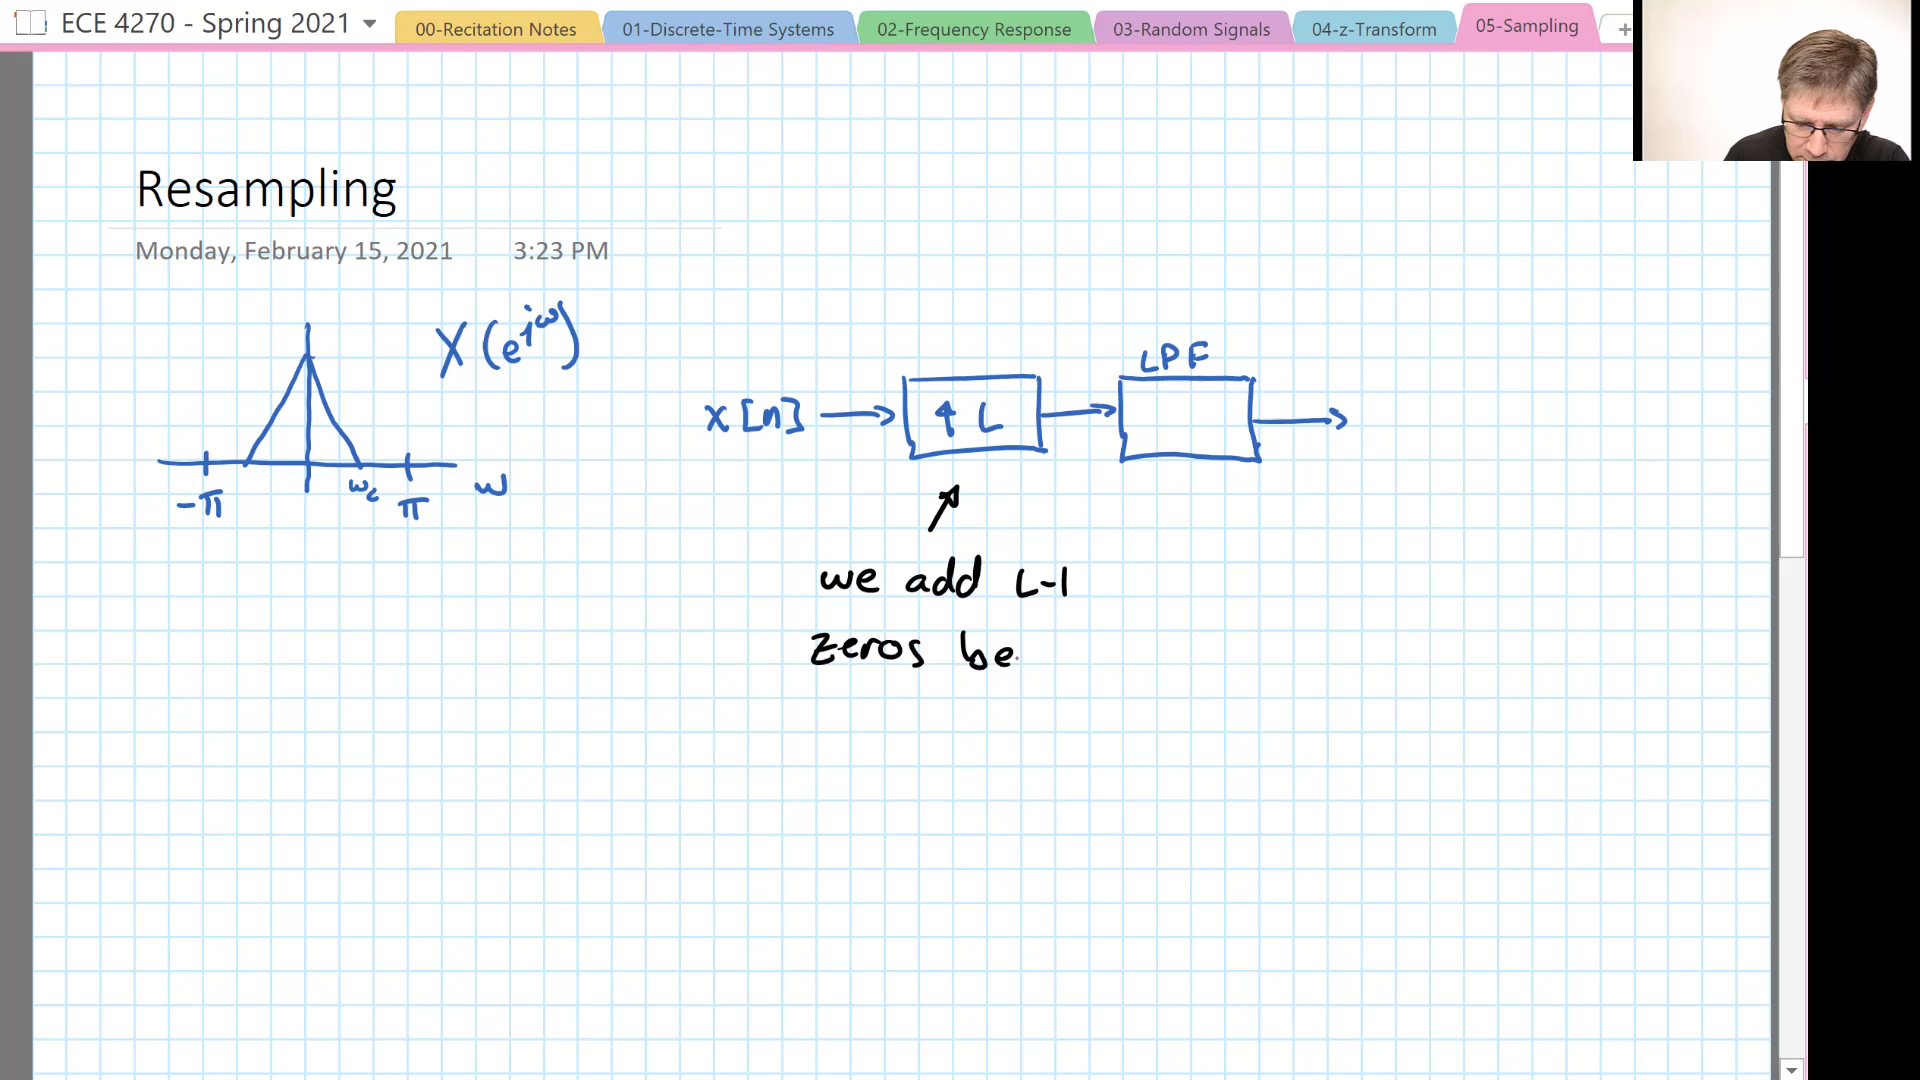 ECE 4270 - Spring 2021
00-Recitation Notes
01-Discrete-Time Systems
02-Frequency Response
03-Random Signals
04-z-Transform
05-Sampling
+
Resampling
Monday, February 15, 2021 3:23 PM
X(e^{jω})
-π
ω_c
π
ω
x[n]
↑ L
LPF
we add L-1
zeros be